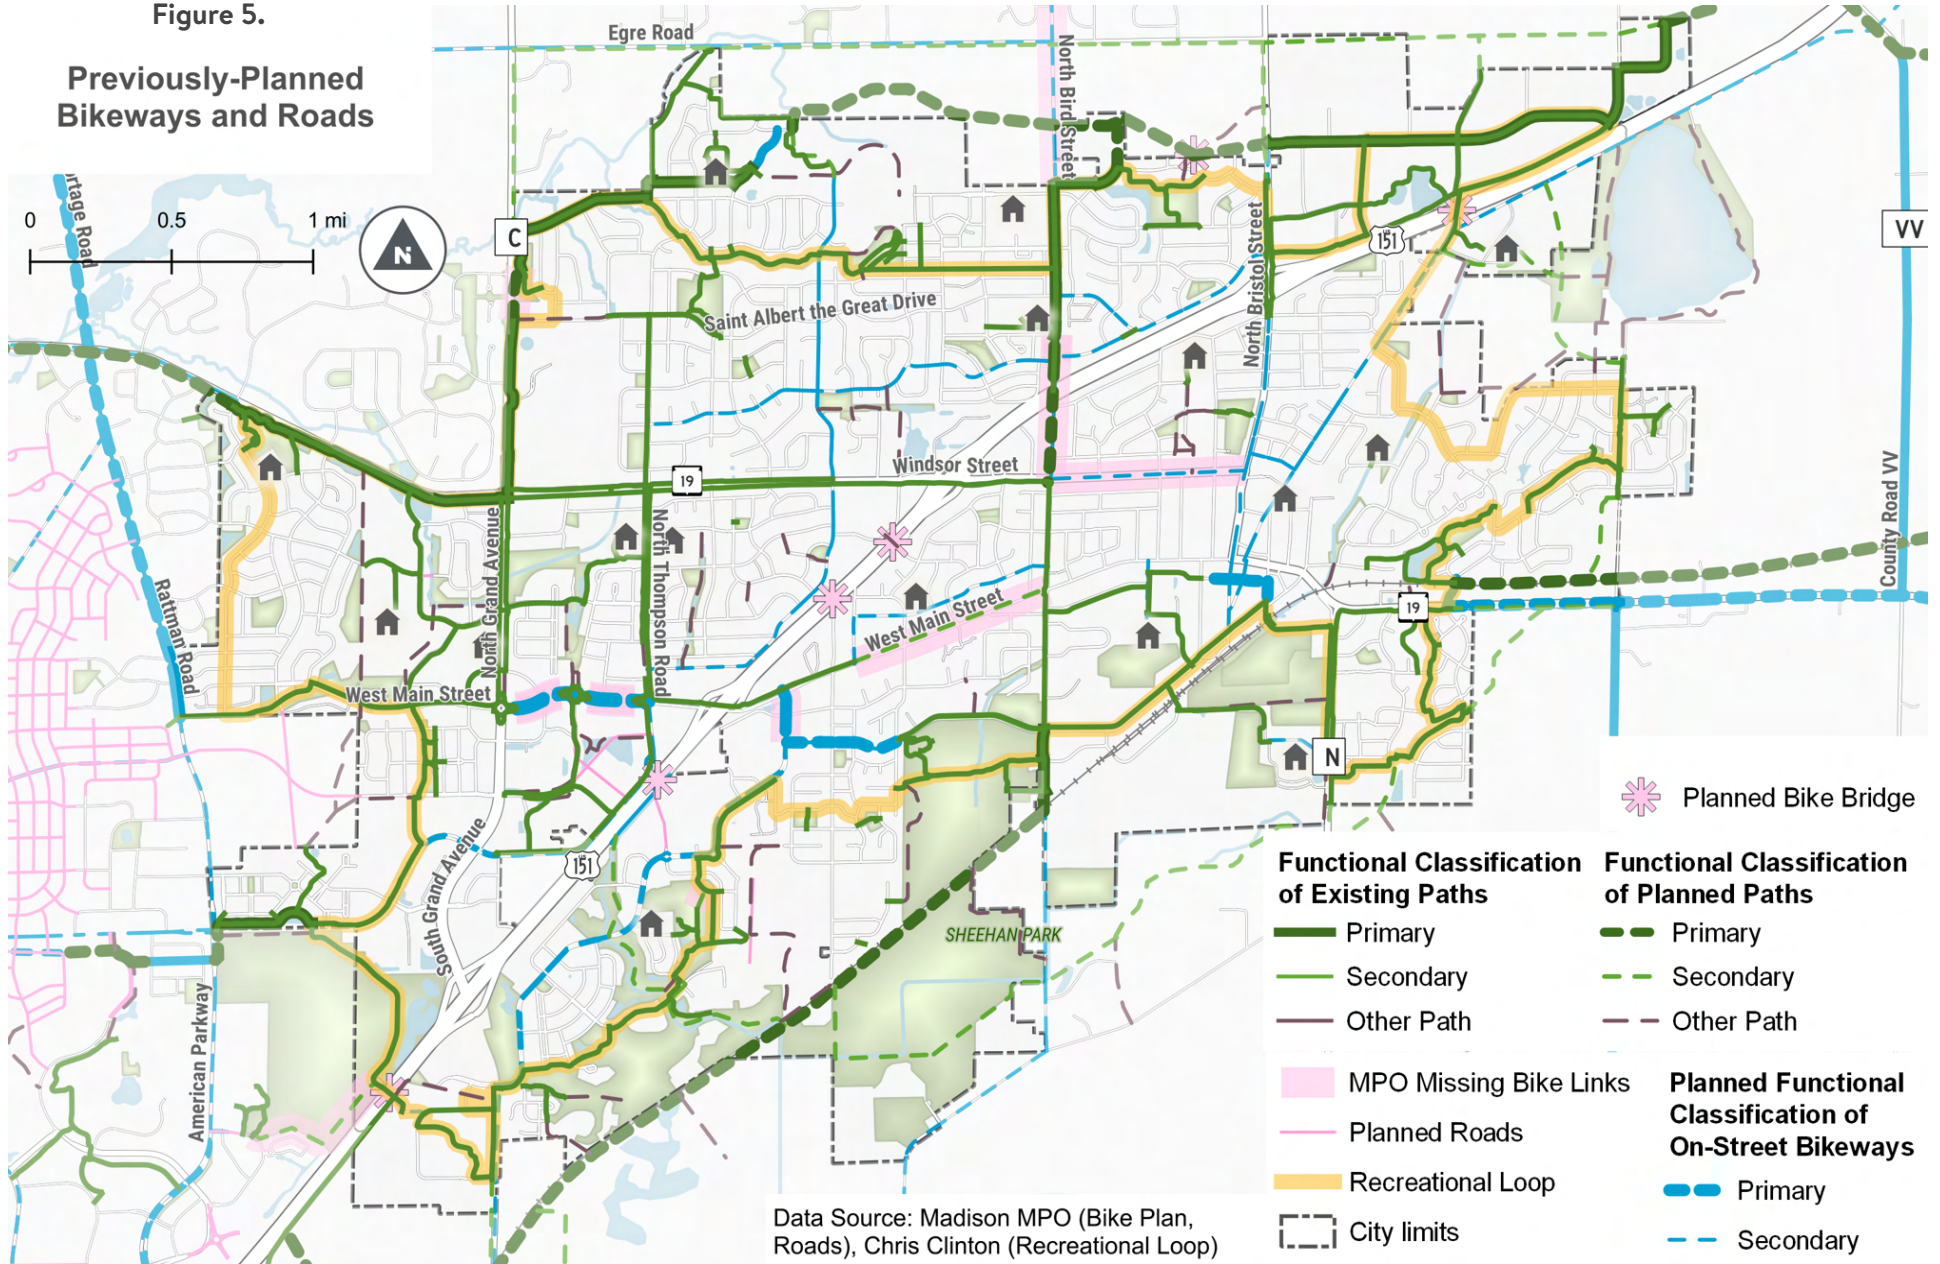 Figure 5.
Previously-Planned
Bikeways and Roads
0 0.5 1 mi
N
Egre Road
North Bird Street
rtage Road
C
151
VV
North Bristol Street
Saint Albert the Great Drive
Windsor Street
19
North Grand Avenue
North Thompson Road
County Road VV
Rattman Road
West Main Street
19
West Main Street
N
South Grand Avenue
151
SHEEHAN PARK
American Parkway
Planned Bike Bridge
Functional Classification
of Existing Paths
Primary
Secondary
Other Path
Functional Classification
of Planned Paths
Primary
Secondary
Other Path
MPO Missing Bike Links
Planned Roads
Recreational Loop
City limits
Planned Functional
Classification of
On-Street Bikeways
Primary
Secondary
Data Source: Madison MPO (Bike Plan,
Roads), Chris Clinton (Recreational Loop)